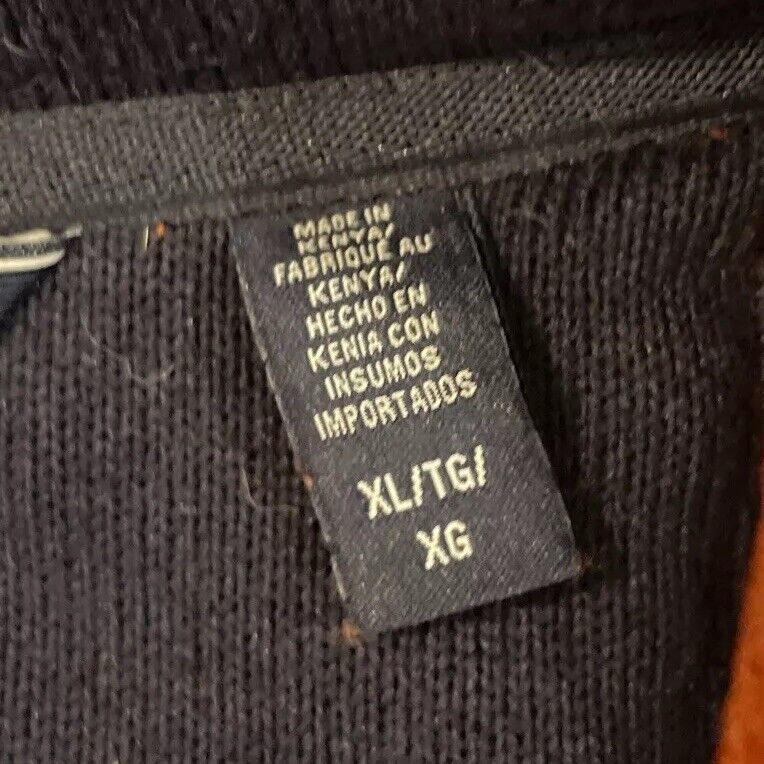 MADE IN
KENYA/
FABRIQUÉ AU
KENYA/
HECHO EN
KENIA CON
INSUMOS
IMPORTADOS
XL/TG/
XG